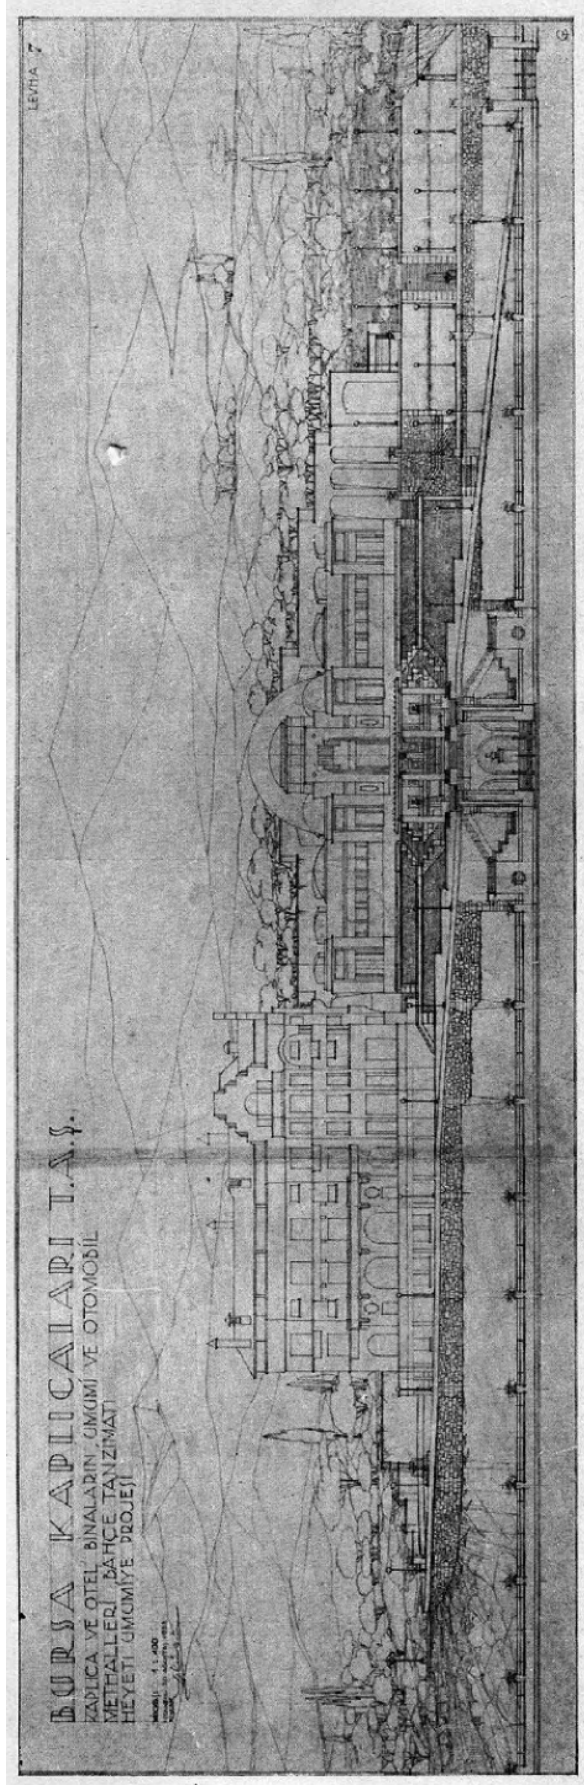 LEVHA 7
BURSA KAPLICALARI T.A.Ş.
KAPLICA VE OTEL BİNALARIN, UMUMİ VE OTOMOBİL
METHALLERİ, BAHÇE TANZİMATI
HEYETİ UMUMİYE PROJESİ